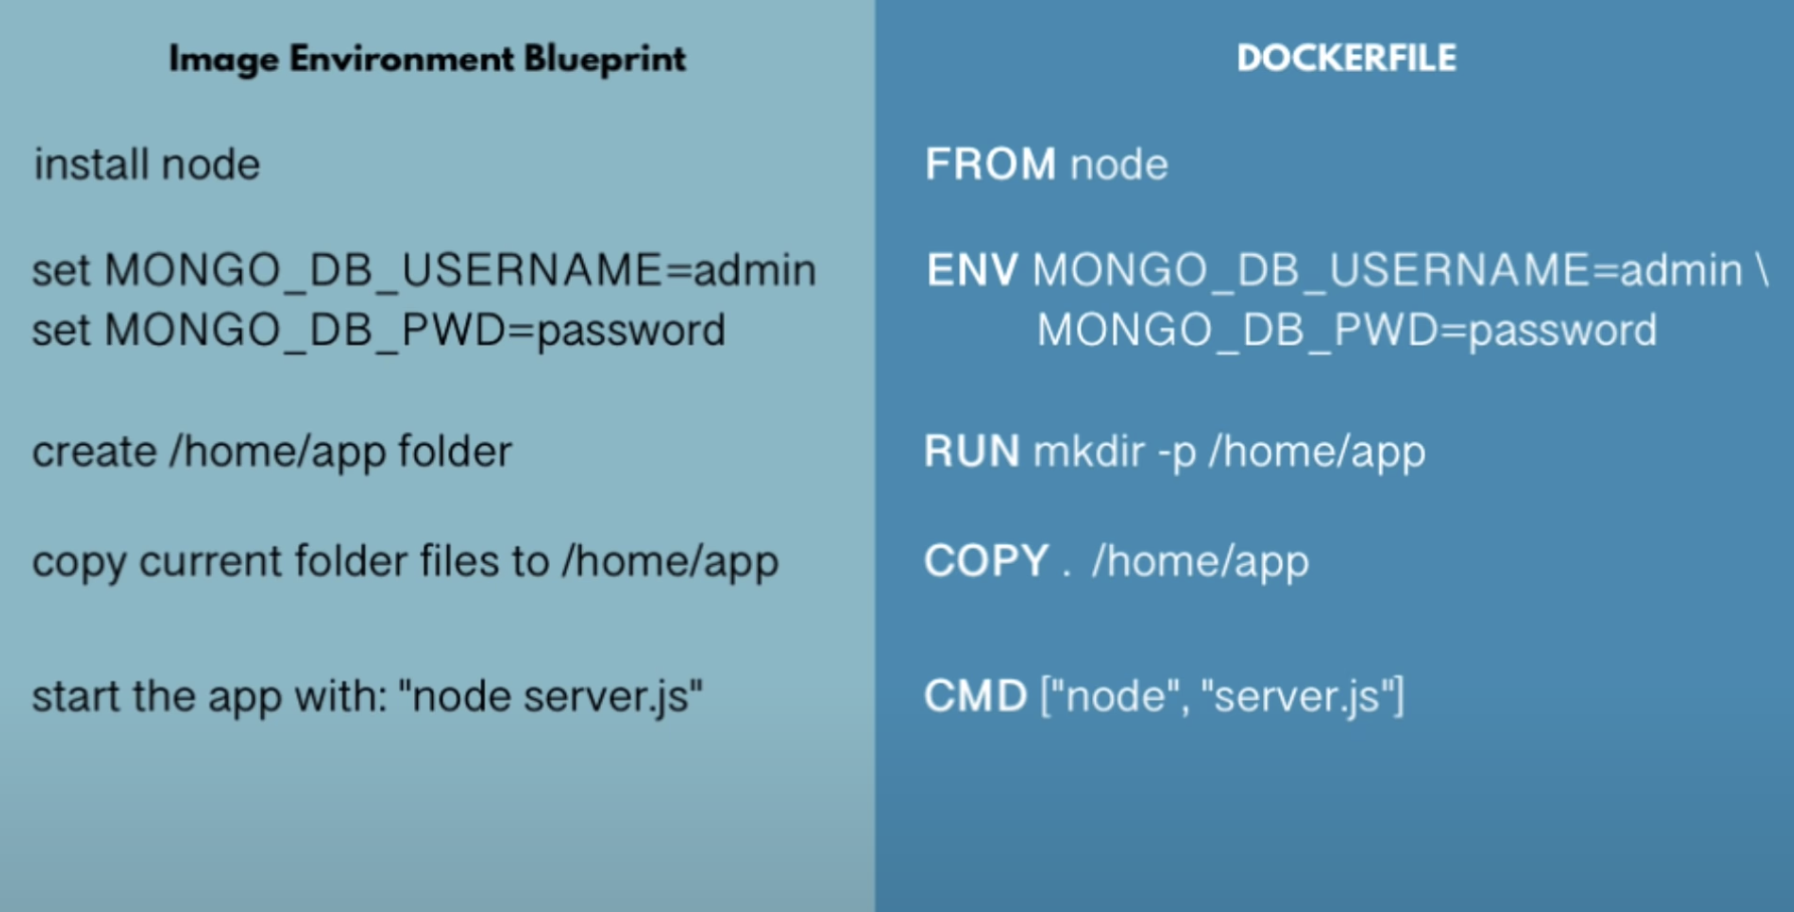 Image Environment Blueprint
install node
set MONGO_DB_USERNAME=admin
set MONGO_DB_PWD=password
create /home/app folder
copy current folder files to /home/app
start the app with: "node server.js"
DOCKERFILE
FROM node
ENV MONGO_DB_USERNAME=admin \
MONGO_DB_PWD=password
RUN mkdir -p /home/app
COPY . /home/app
CMD ["node", "server.js"]